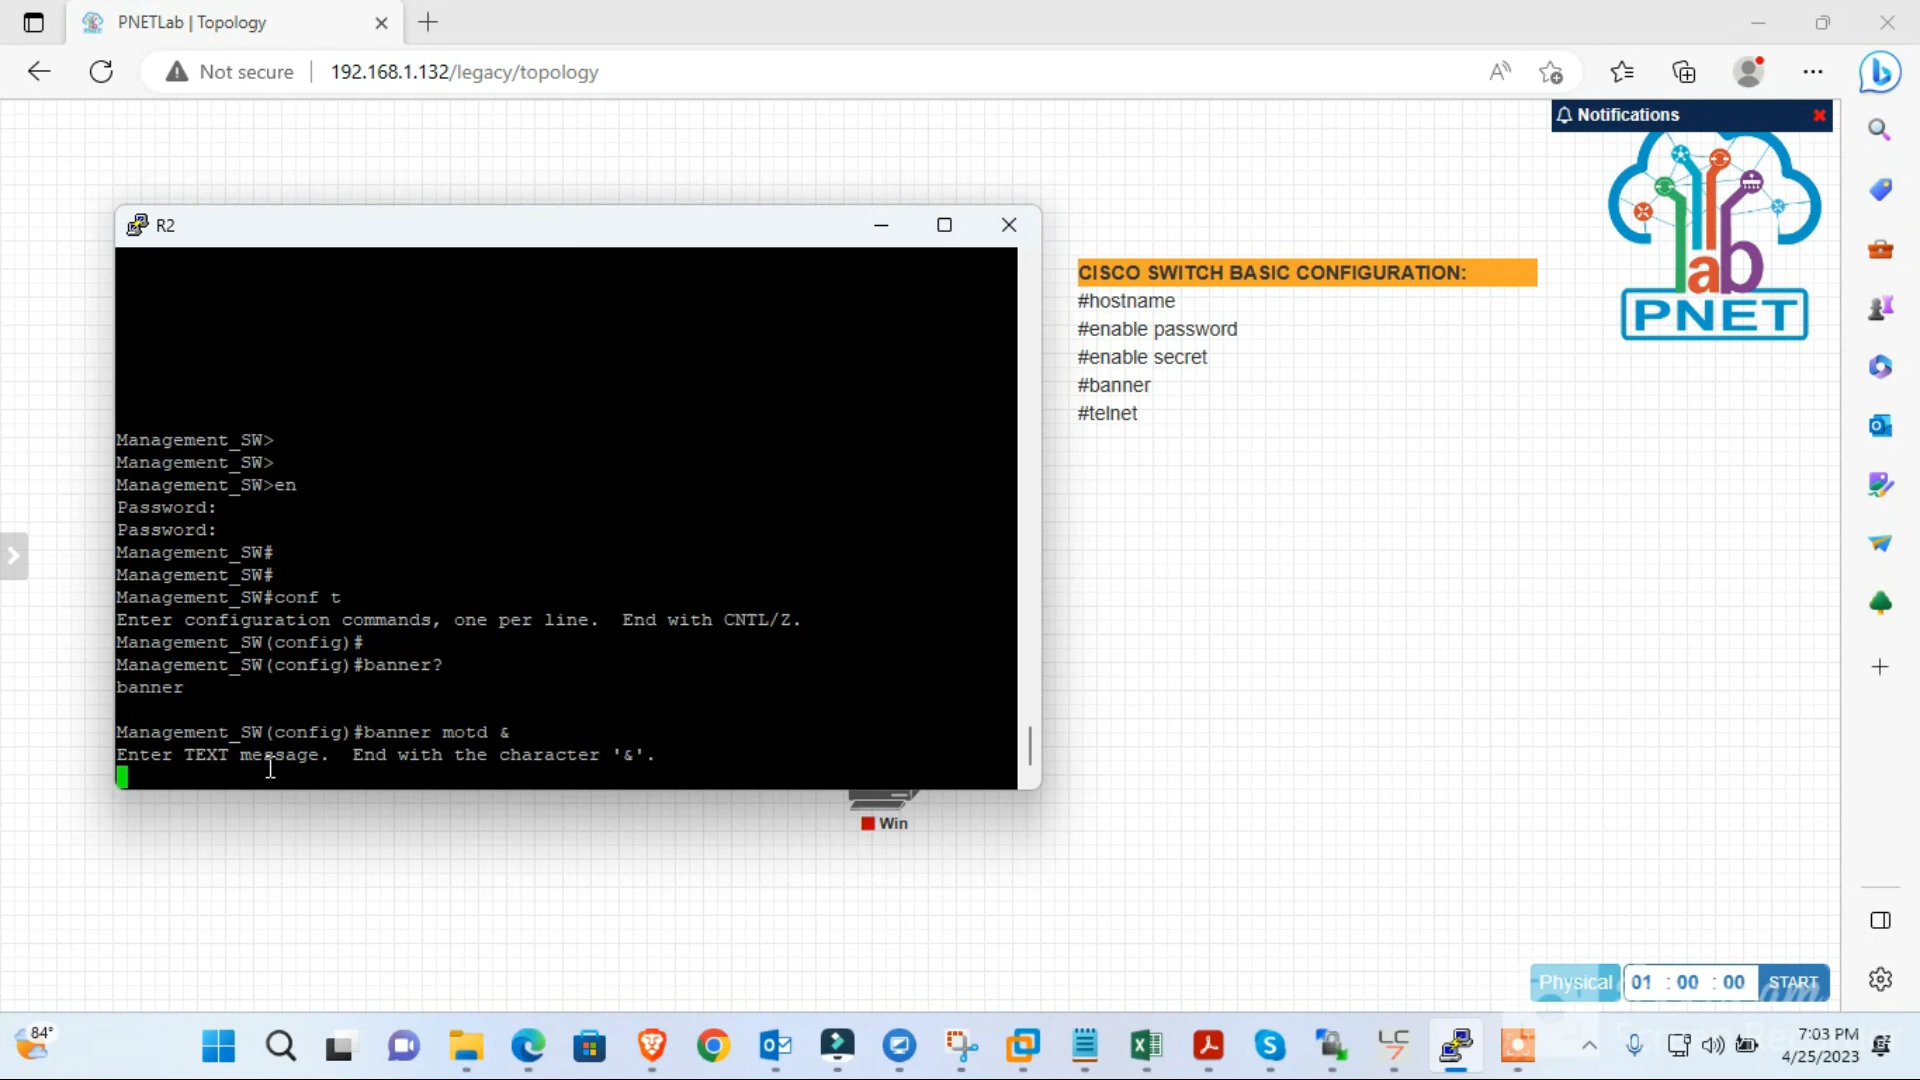 PNETLab | Topology
Not secure
192.168.1.132/legacy/topology
Notifications
lab
PNET
R2
CISCO SWITCH BASIC CONFIGURATION:
#hostname
#enable password
#enable secret
#banner
#telnet
Management_SW>
Management_SW>
Management_SW>en
Password:
Password:
Management_SW#
Management_SW#
Management_SW#conf t
Enter configuration commands, one per line.  End with CNTL/Z.
Management_SW(config)#
Management_SW(config)#banner?
banner
Management_SW(config)#banner motd &
Enter TEXT message.  End with the character '&'.
Win
Physical 01 : 00 : 00 START
84°
7:03 PM
4/25/2023